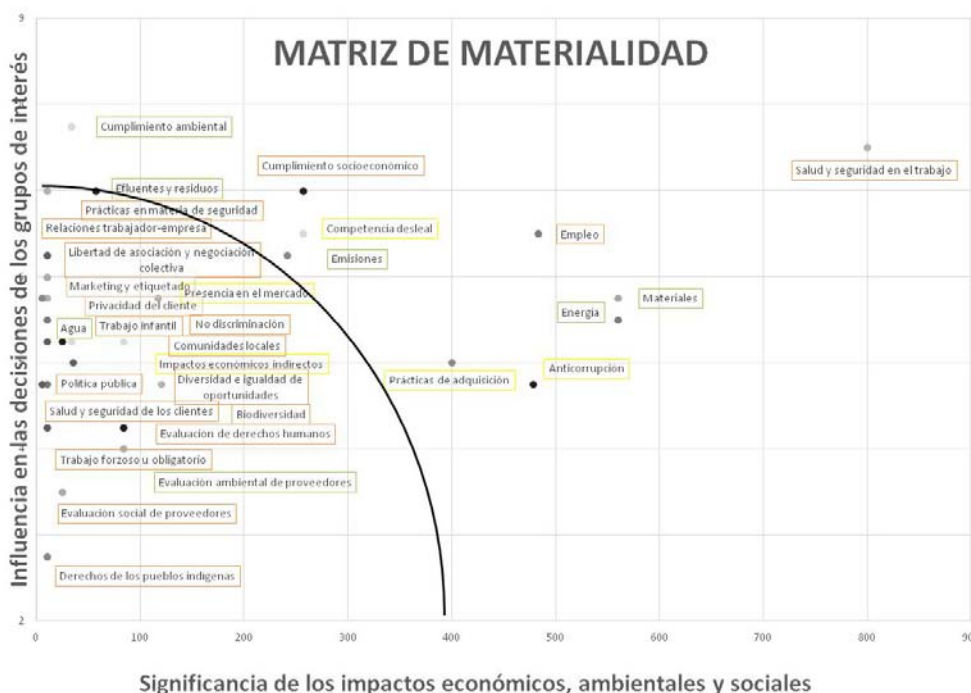 9
MATRIZ DE MATERIALIDAD
Influencia en las decisiones de los grupos de interés
Cumplimiento ambiental
Cumplimiento socioeconómico
Salud y seguridad en el trabajo
Efluentes y residuos
Prácticas en materia de seguridad
Relaciones trabajador-empresa
Competencia desleal
Empleo
Libertad de asociación y negociación
colectiva
Emisiones
Marketing y etiquetado
Presencia en el mercado
Materiales
Privacidad del cliente
Energía
Agua
Trabajo infantil
No discriminación
Comunidades locales
Impactos económicos indirectos
Anticorrupción
Política pública
Diversidad e igualdad de
oportunidades
Prácticas de adquisición
Salud y seguridad de los clientes
Biodiversidad
Evaluación de derechos humanos
Trabajo forzoso u obligatorio
Evaluación ambiental de proveedores
Evaluación social de proveedores
Derechos de los pueblos indígenas
2
0 100 200 300 400 500 600 700 800 90
Significancia de los impactos económicos, ambientales y sociales